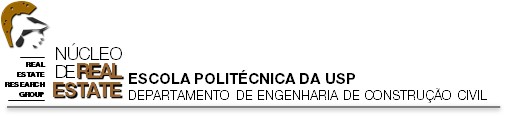 REAL
ESTATE
RESEARCH
GROUP
NÚCLEO
DE REAL
ESTATE
ESCOLA POLITÉCNICA DA USP
DEPARTAMENTO DE ENGENHARIA DE CONSTRUÇÃO CIVIL